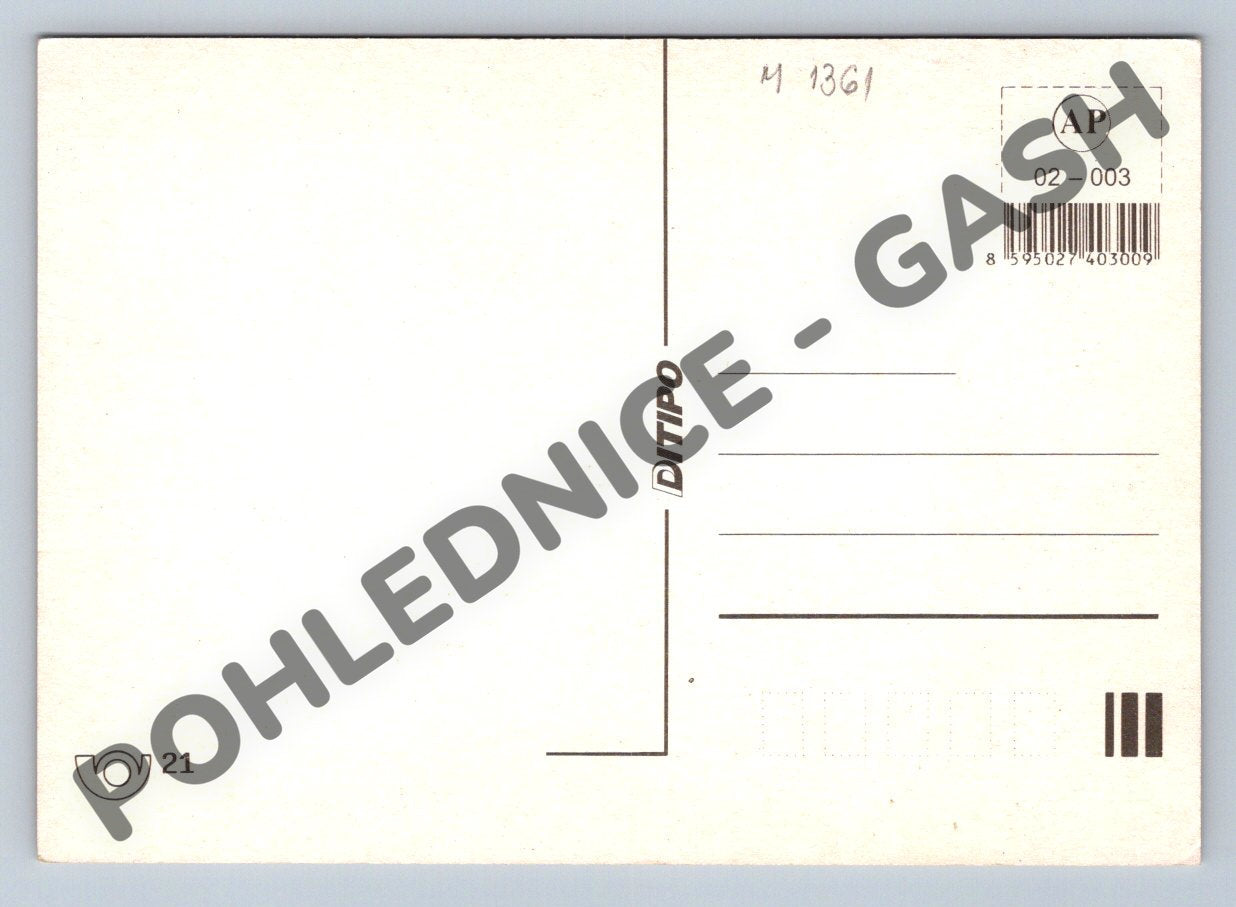 M 1361
AP
02 – 003
8 595027 403009
DITIPO
POHLEDNICE - GASH
21